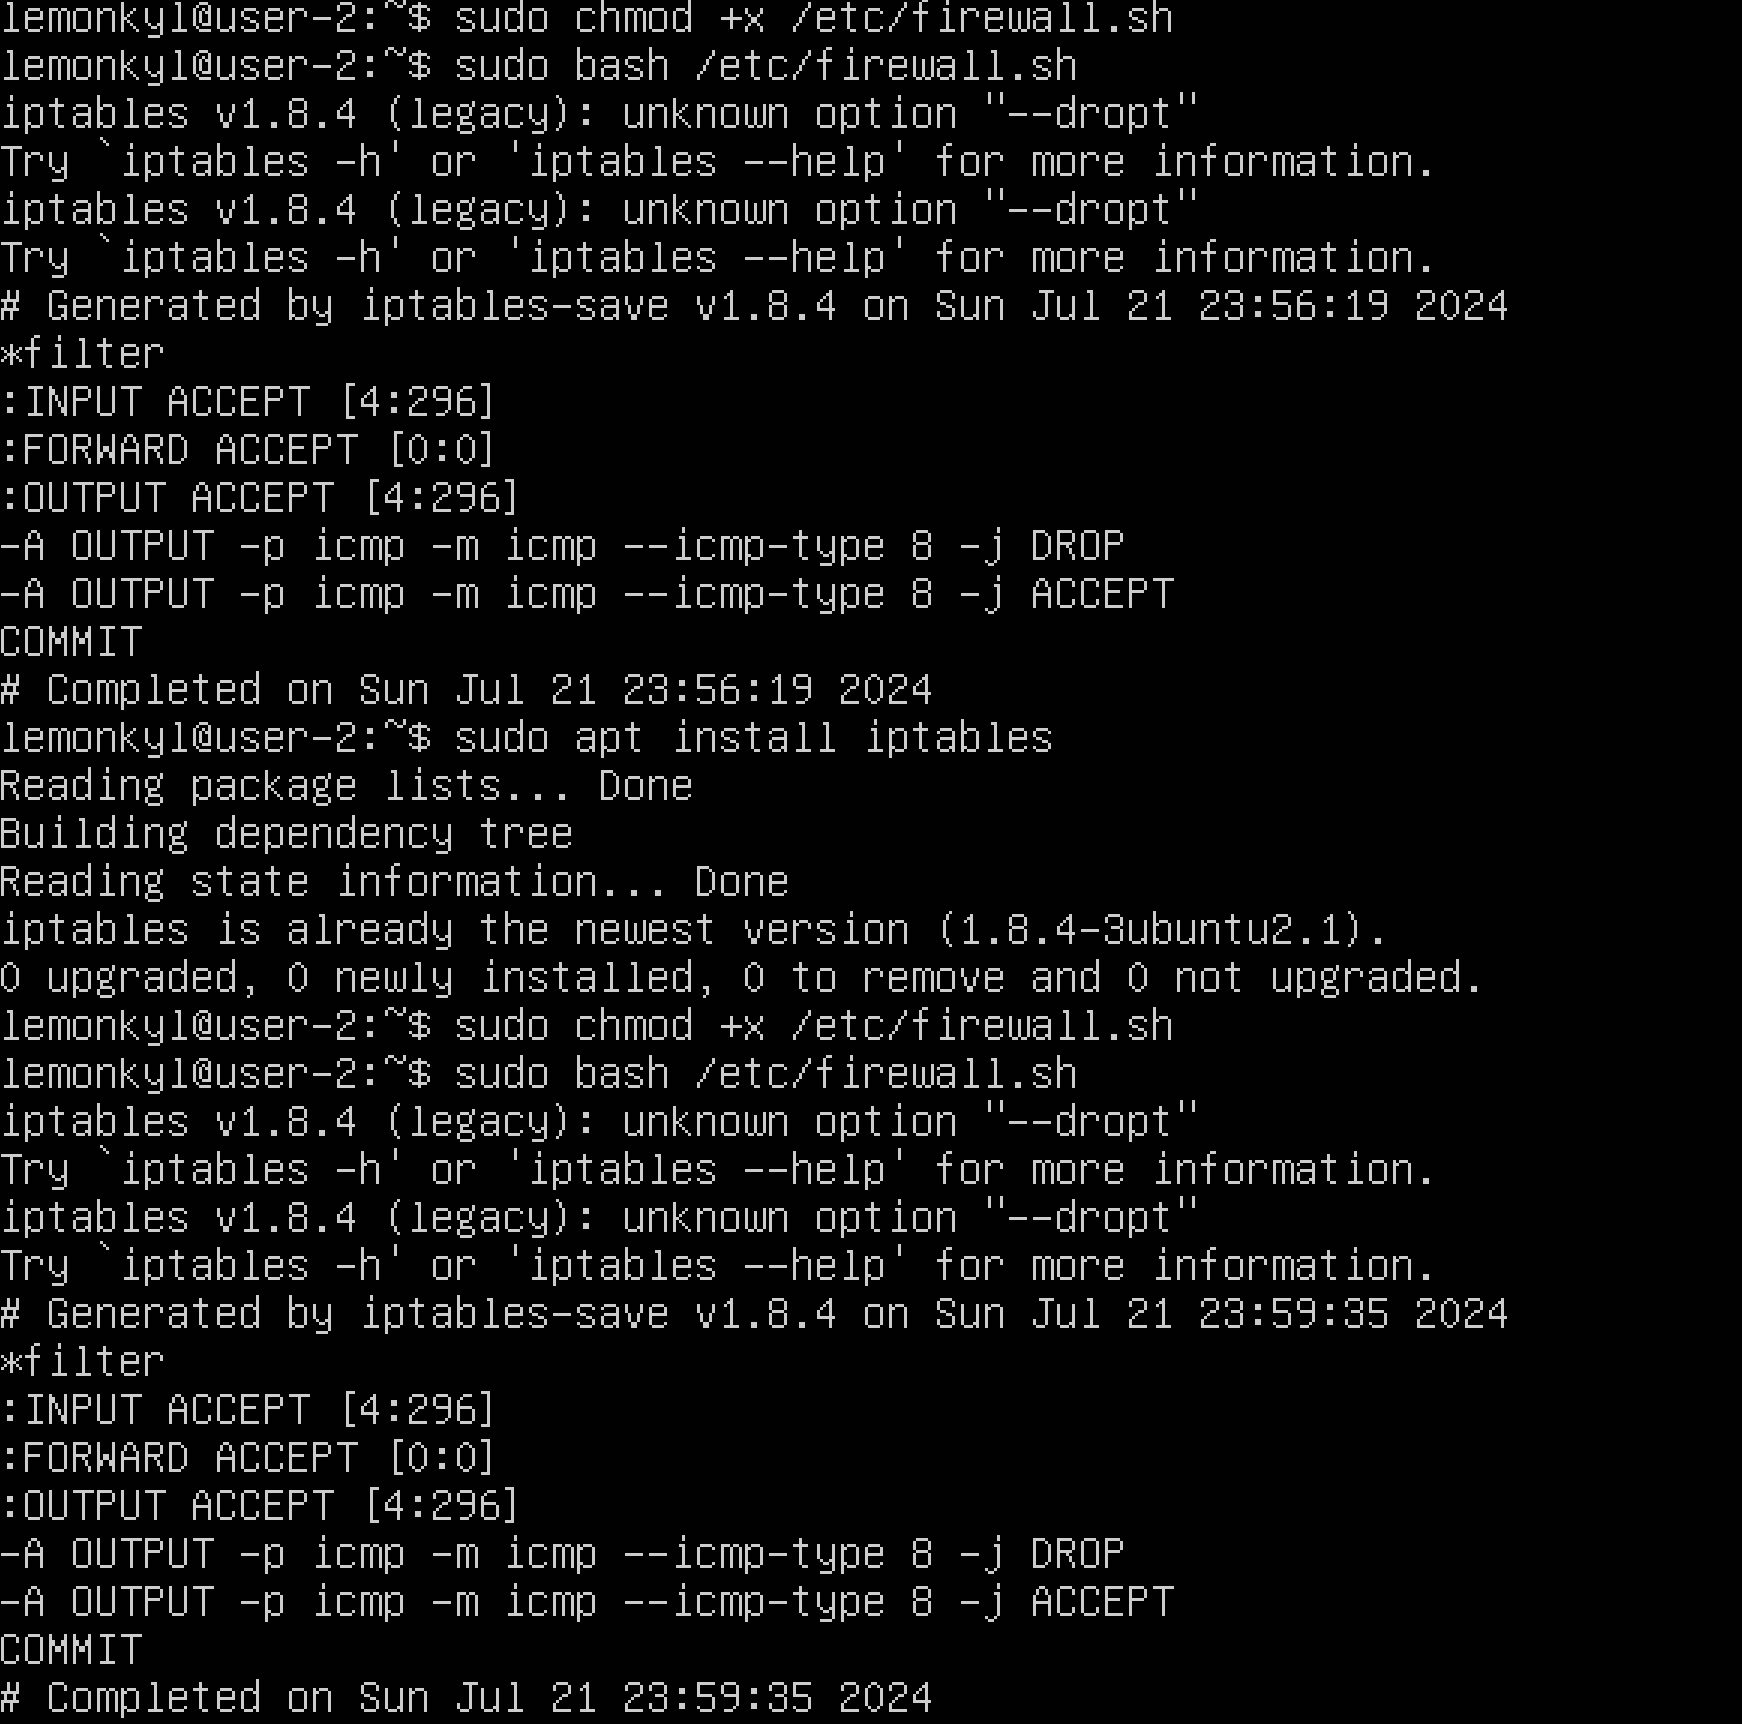 lemonkyl@user-2:~$ sudo chmod +x /etc/firewall.sh
lemonkyl@user-2:~$ sudo bash /etc/firewall.sh
iptables v1.8.4 (legacy): unknown option "--dropt"
Try `iptables -h' or 'iptables --help' for more information.
iptables v1.8.4 (legacy): unknown option "--dropt"
Try `iptables -h' or 'iptables --help' for more information.
# Generated by iptables-save v1.8.4 on Sun Jul 21 23:56:19 2024
*filter
:INPUT ACCEPT [4:296]
:FORWARD ACCEPT [0:0]
:OUTPUT ACCEPT [4:296]
-A OUTPUT -p icmp -m icmp --icmp-type 8 -j DROP
-A OUTPUT -p icmp -m icmp --icmp-type 8 -j ACCEPT
COMMIT
# Completed on Sun Jul 21 23:56:19 2024
lemonkyl@user-2:~$ sudo apt install iptables
Reading package lists... Done
Building dependency tree
Reading state information... Done
iptables is already the newest version (1.8.4-3ubuntu2.1).
0 upgraded, 0 newly installed, 0 to remove and 0 not upgraded.
lemonkyl@user-2:~$ sudo chmod +x /etc/firewall.sh
lemonkyl@user-2:~$ sudo bash /etc/firewall.sh
iptables v1.8.4 (legacy): unknown option "--dropt"
Try `iptables -h' or 'iptables --help' for more information.
iptables v1.8.4 (legacy): unknown option "--dropt"
Try `iptables -h' or 'iptables --help' for more information.
# Generated by iptables-save v1.8.4 on Sun Jul 21 23:59:35 2024
*filter
:INPUT ACCEPT [4:296]
:FORWARD ACCEPT [0:0]
:OUTPUT ACCEPT [4:296]
-A OUTPUT -p icmp -m icmp --icmp-type 8 -j DROP
-A OUTPUT -p icmp -m icmp --icmp-type 8 -j ACCEPT
COMMIT
# Completed on Sun Jul 21 23:59:35 2024